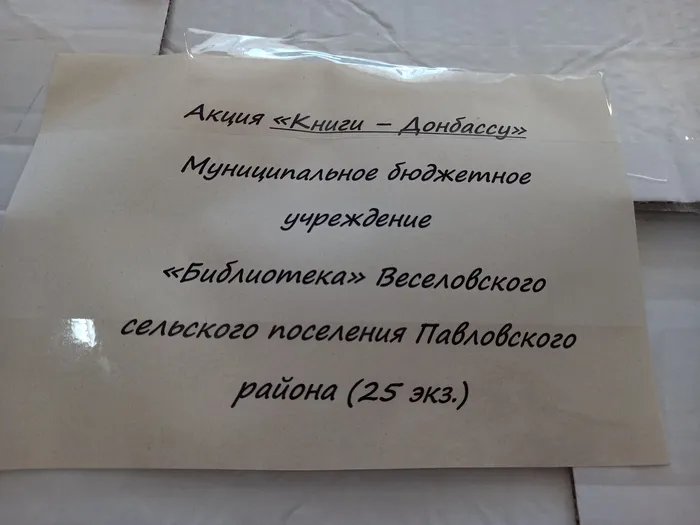 Акция «Книги – Донбассу»
Муниципальное бюджетное
учреждение
«Библиотека» Веселовского
сельского поселения Павловского
района (25 экз.)